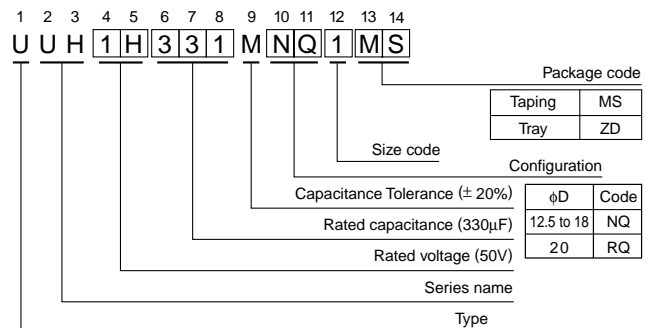 1 2 3 4 5 6 7 8 9 10 11 12 13 14
U U H 1 H 3 3 1 M N Q 1 M S
Package code
Taping MS
Tray ZD
Size code
Configuration
ϕD Code
12.5 to 18 NQ
20 RQ
Capacitance Tolerance (± 20%)
Rated capacitance (330µF)
Rated voltage (50V)
Series name
Type